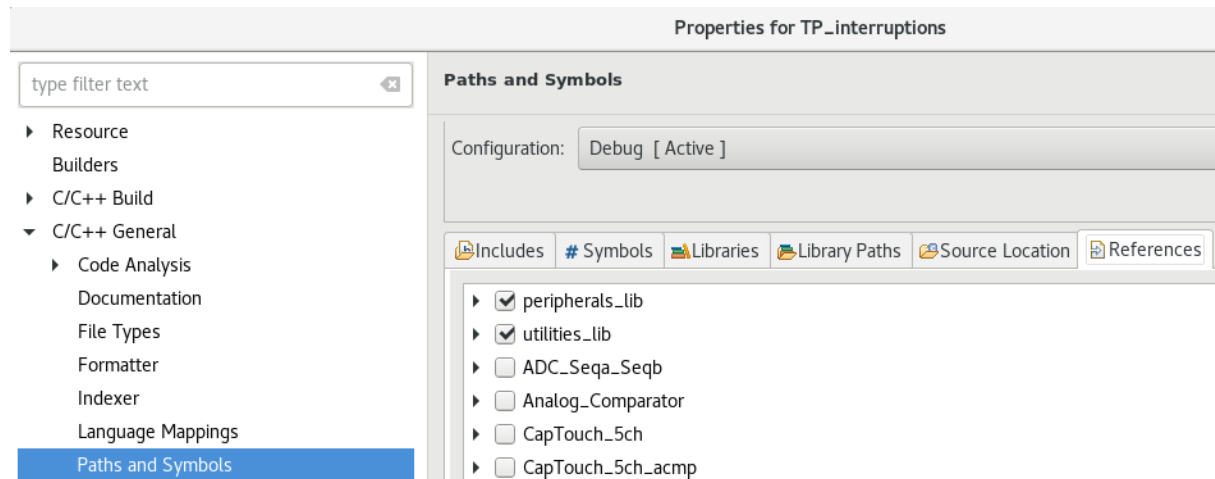 Properties for TP_interruptions
type filter text
Resource
Builders
C/C++ Build
C/C++ General
Code Analysis
Documentation
File Types
Formatter
Indexer
Language Mappings
Paths and Symbols
Paths and Symbols
Configuration: Debug [ Active ]
Includes # Symbols Libraries Library Paths Source Location References
peripherals_lib
utilities_lib
ADC_Seqa_Seqb
Analog_Comparator
CapTouch_5ch
CapTouch_5ch_acmp